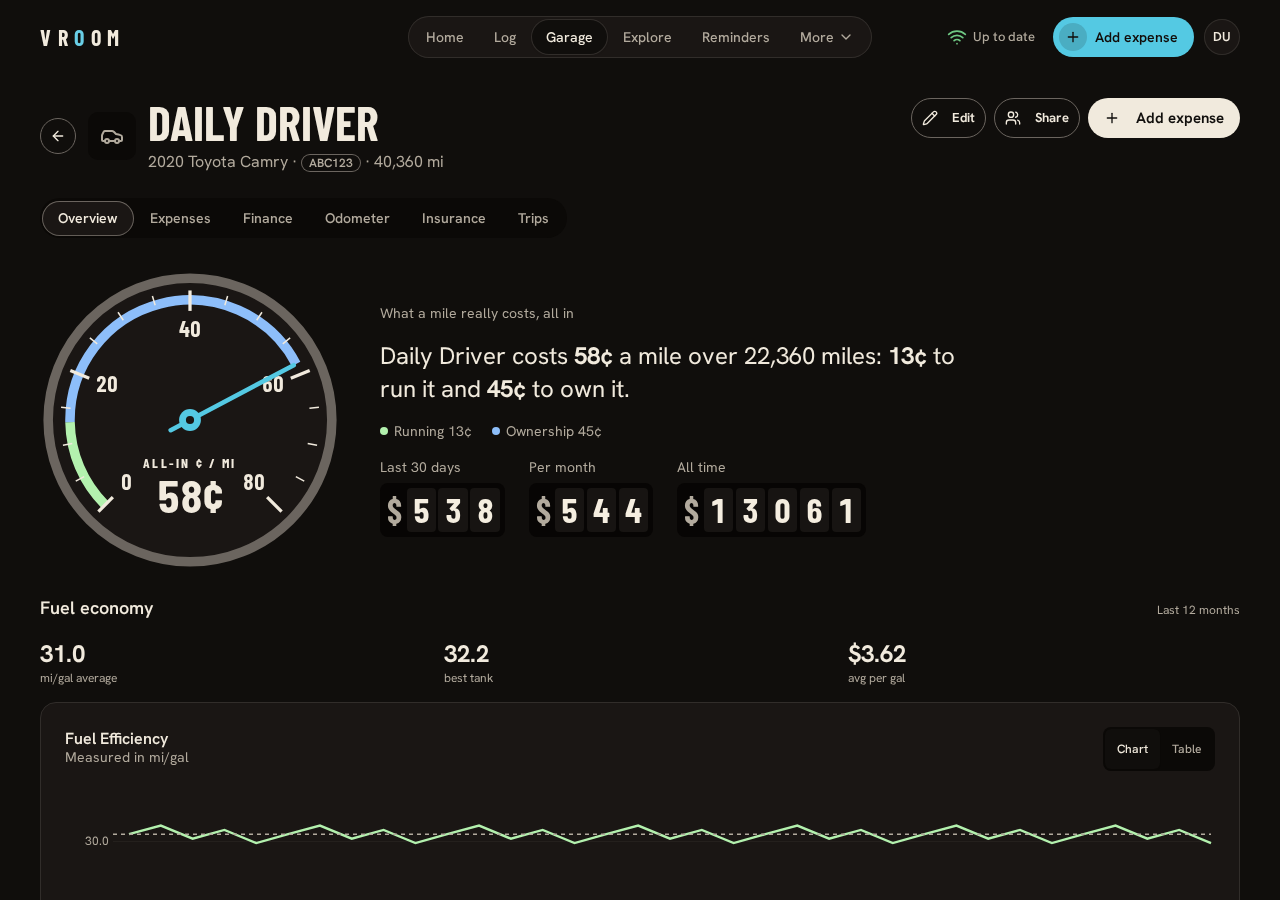 VROOM
Home Log Garage Explore Reminders More
Up to date
Add expense
DU
DAILY DRIVER
2020 Toyota Camry · ABC123 · 40,360 mi
Edit
Share
Add expense
Overview Expenses Finance Odometer Insurance Trips
40
20
60
0
80
ALL-IN ¢ / MI
58¢
What a mile really costs, all in
Daily Driver costs 58¢ a mile over 22,360 miles: 13¢ to
run it and 45¢ to own it.
Running 13¢ Ownership 45¢
Last 30 days Per month All time
$538 $544 $13061
Fuel economy
Last 12 months
31.0 32.2 $3.62
mi/gal average best tank avg per gal
Fuel Efficiency
Measured in mi/gal
Chart Table
30.0